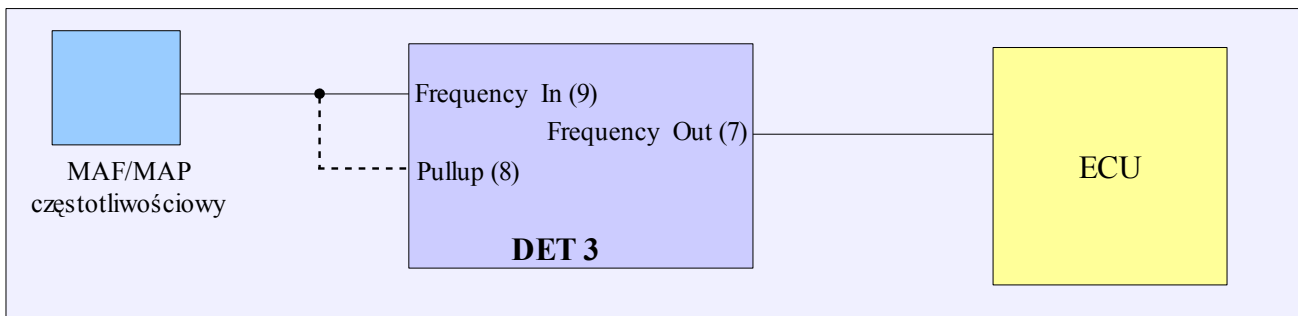 MAF/MAP
częstotliwościowy
Frequency In (9)
Frequency Out (7)
Pullup (8)
DET 3
ECU